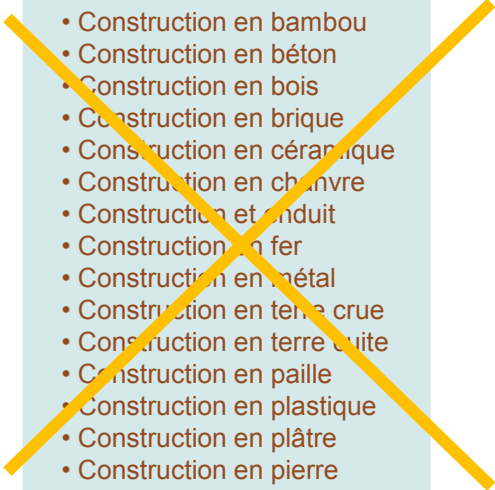 • Construction en bambou
• Construction en béton
• Construction en bois
• Construction en brique
• Construction en céramique
• Construction en chanvre
• Construction et enduit
• Construction en fer
• Construction en métal
• Construction en terre crue
• Construction en terre cuite
• Construction en paille
• Construction en plastique
• Construction en plâtre
• Construction en pierre